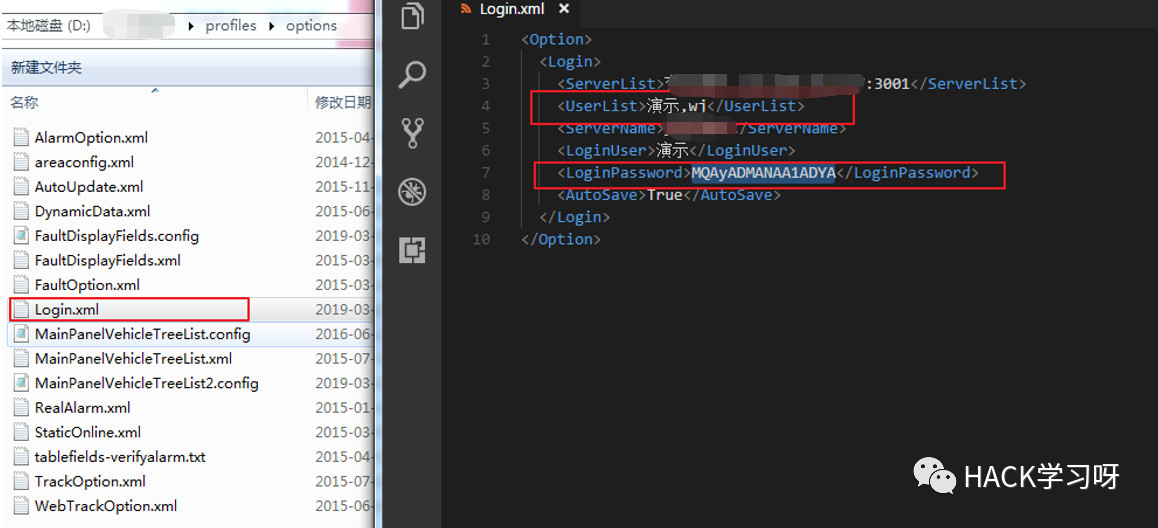 本地磁盘 (D:) profiles options
新建文件夹
名称 修改日期
AlarmOption.xml 2015-04-
areaconfig.xml 2014-12-
AutoUpdate.xml 2015-11-
DynamicData.xml 2015-06-
FaultDisplayFields.config 2019-03-
FaultDisplayFields.xml 2015-03-
FaultOption.xml 2015-03-
Login.xml 2019-03-
MainPanelVehicleTreeList.config 2016-06-
MainPanelVehicleTreeList.xml 2015-07-
MainPanelVehicleTreeList2.config 2019-03-
RealAlarm.xml 2015-01-
StaticOnline.xml 2015-03-
tablefields-verifyalarm.txt 2015-04-
TrackOption.xml 2015-07-
WebTrackOption.xml 2015-06-
Login.xml
1 <Option>
2 <Login>
3 <ServerList> :3001</ServerList>
4 <UserList>演示,wj</UserList>
5 <ServerName> </ServerName>
6 <LoginUser>演示</LoginUser>
7 <LoginPassword>MQAyADMANAA1ADYA</LoginPassword>
8 <AutoSave>True</AutoSave>
9 </Login>
10 </Option>
HACK学习呀